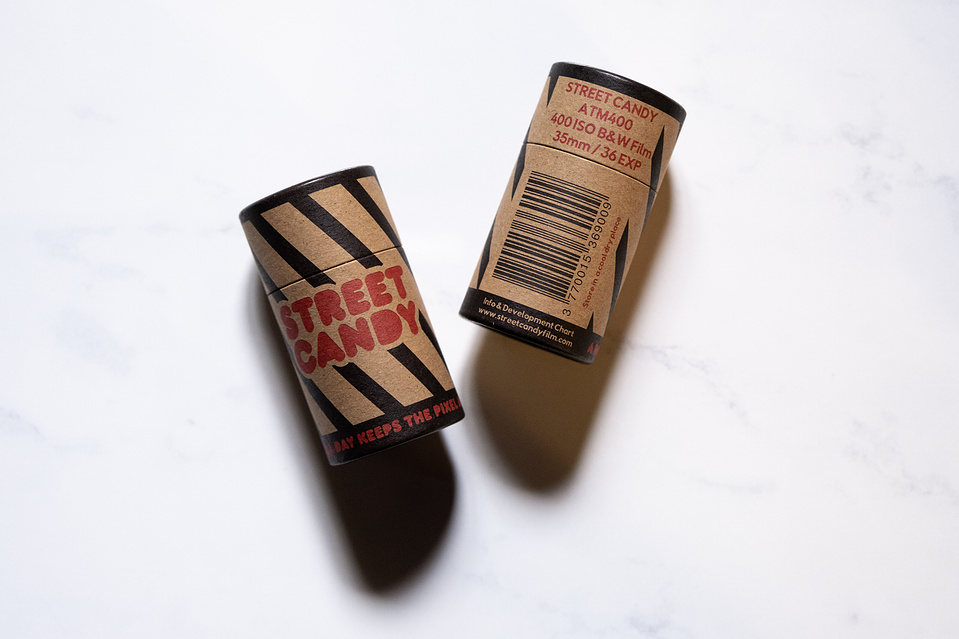 STREET
CANDY
DAY KEEPS THE PIXEL
STREET CANDY
ATM400
400 ISO B&W Film
35mm / 36 EXP
3 770015 369009
Store in a cool dry place
Info & Development Chart
www.streetcandyfilm.com